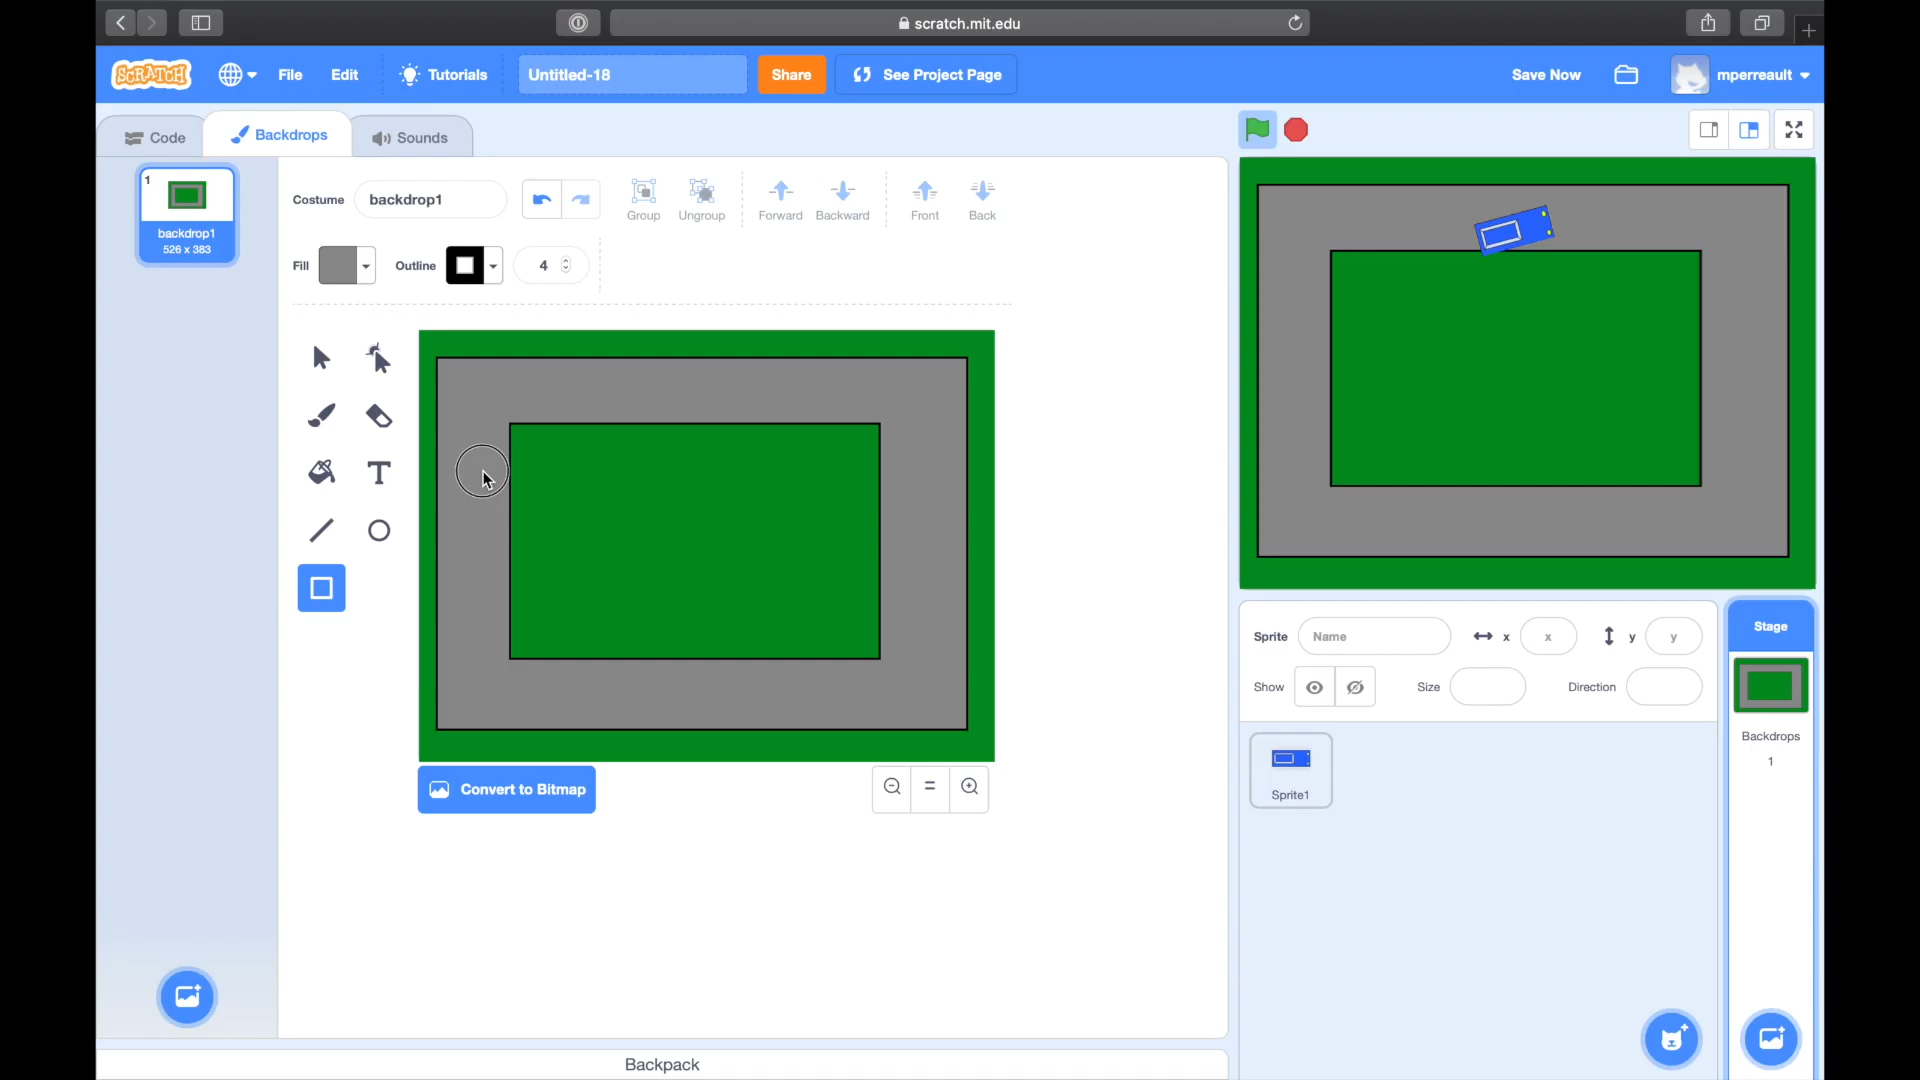 scratch.mit.edu
SCRATCH
File
Edit
Tutorials
Untitled-18
Share
See Project Page
Save Now
mperreault
Code
Backdrops
Sounds
1
backdrop1
526 x 383
Costume
backdrop1
Group
Ungroup
Forward
Backward
Front
Back
Fill
Outline
4
T
Convert to Bitmap
=
Sprite
Name
x
x
y
y
Show
Size
Direction
Sprite1
Stage
Backdrops
1
Backpack